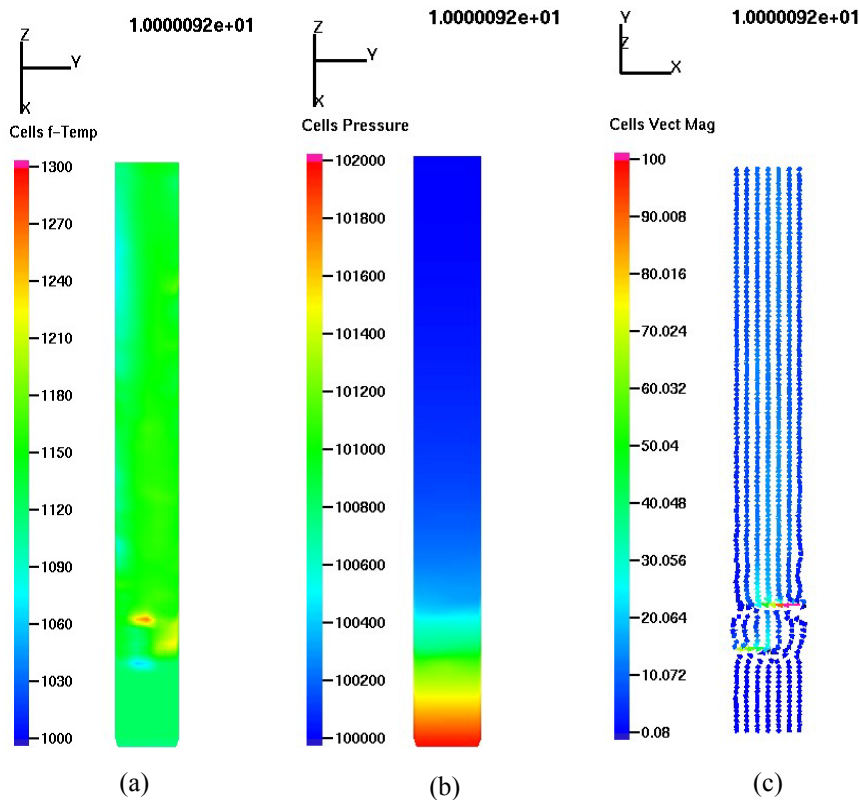 1.0000092e+01
Z
Y
X
Cells f-Temp
1300
1270
1240
1210
1180
1150
1120
1090
1060
1030
1000
(a)
1.0000092e+01
Z
Y
X
Cells Pressure
102000
101800
101600
101400
101200
101000
100800
100600
100400
100200
100000
(b)
1.0000092e+01
Y
Z
X
Cells Vect Mag
100
90.008
80.016
70.024
60.032
50.04
40.048
30.056
20.064
10.072
0.08
(c)